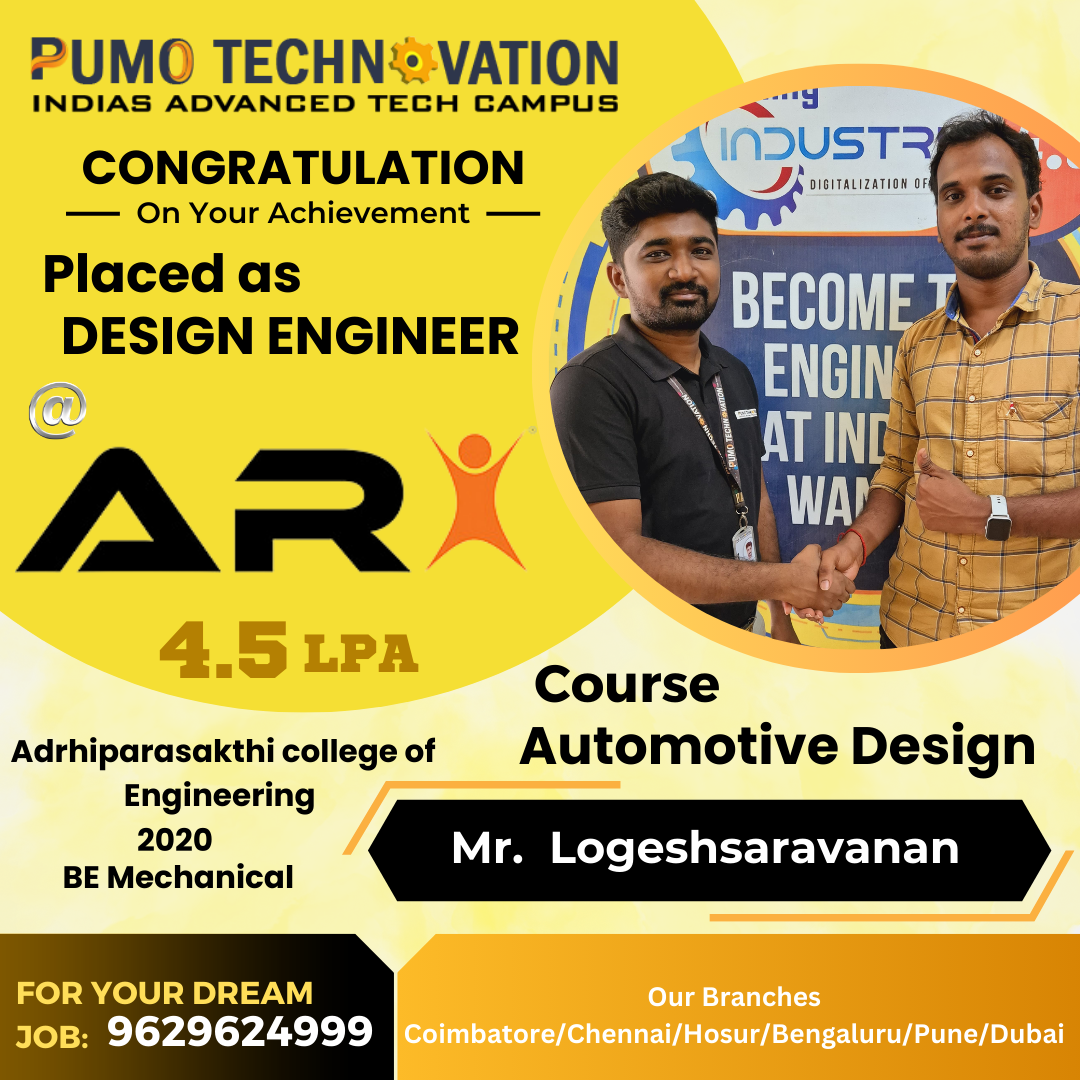 PUMO TECHNOVATION
INDIAS ADVANCED TECH CAMPUS
CONGRATULATION
On Your Achievement
Placed as
DESIGN ENGINEER
@
ARX
4.5 LPA
INDUSTR
DIGITALIZATION OF
BECOME
ENGIN
AT IND
WAN
PUMO TECHNOVATION
Course
Automotive Design
Adrhiparasakthi college of
Engineering
2020
BE Mechanical
Mr. Logeshsaravanan
FOR YOUR DREAM
JOB: 9629624999
Our Branches
Coimbatore/Chennai/Hosur/Bengaluru/Pune/Dubai